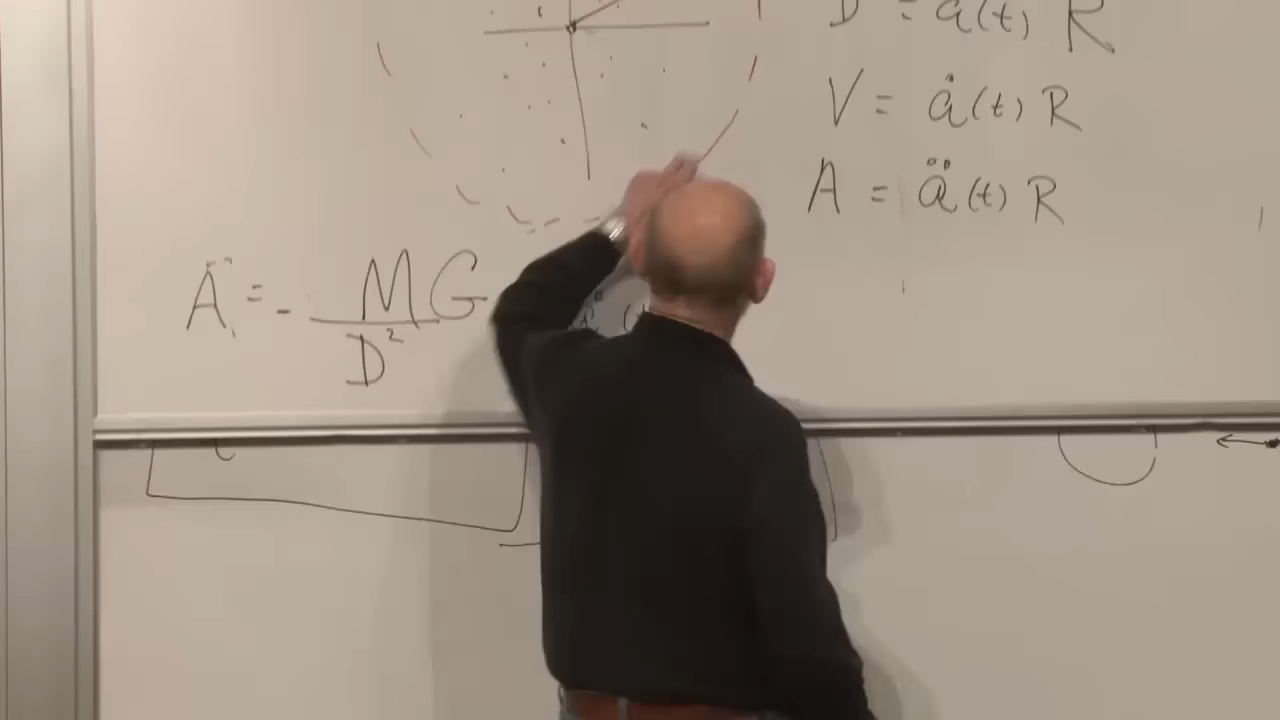 D = a(t) R
V = ȧ(t) R
A = ä(t) R
A = - MG
D²